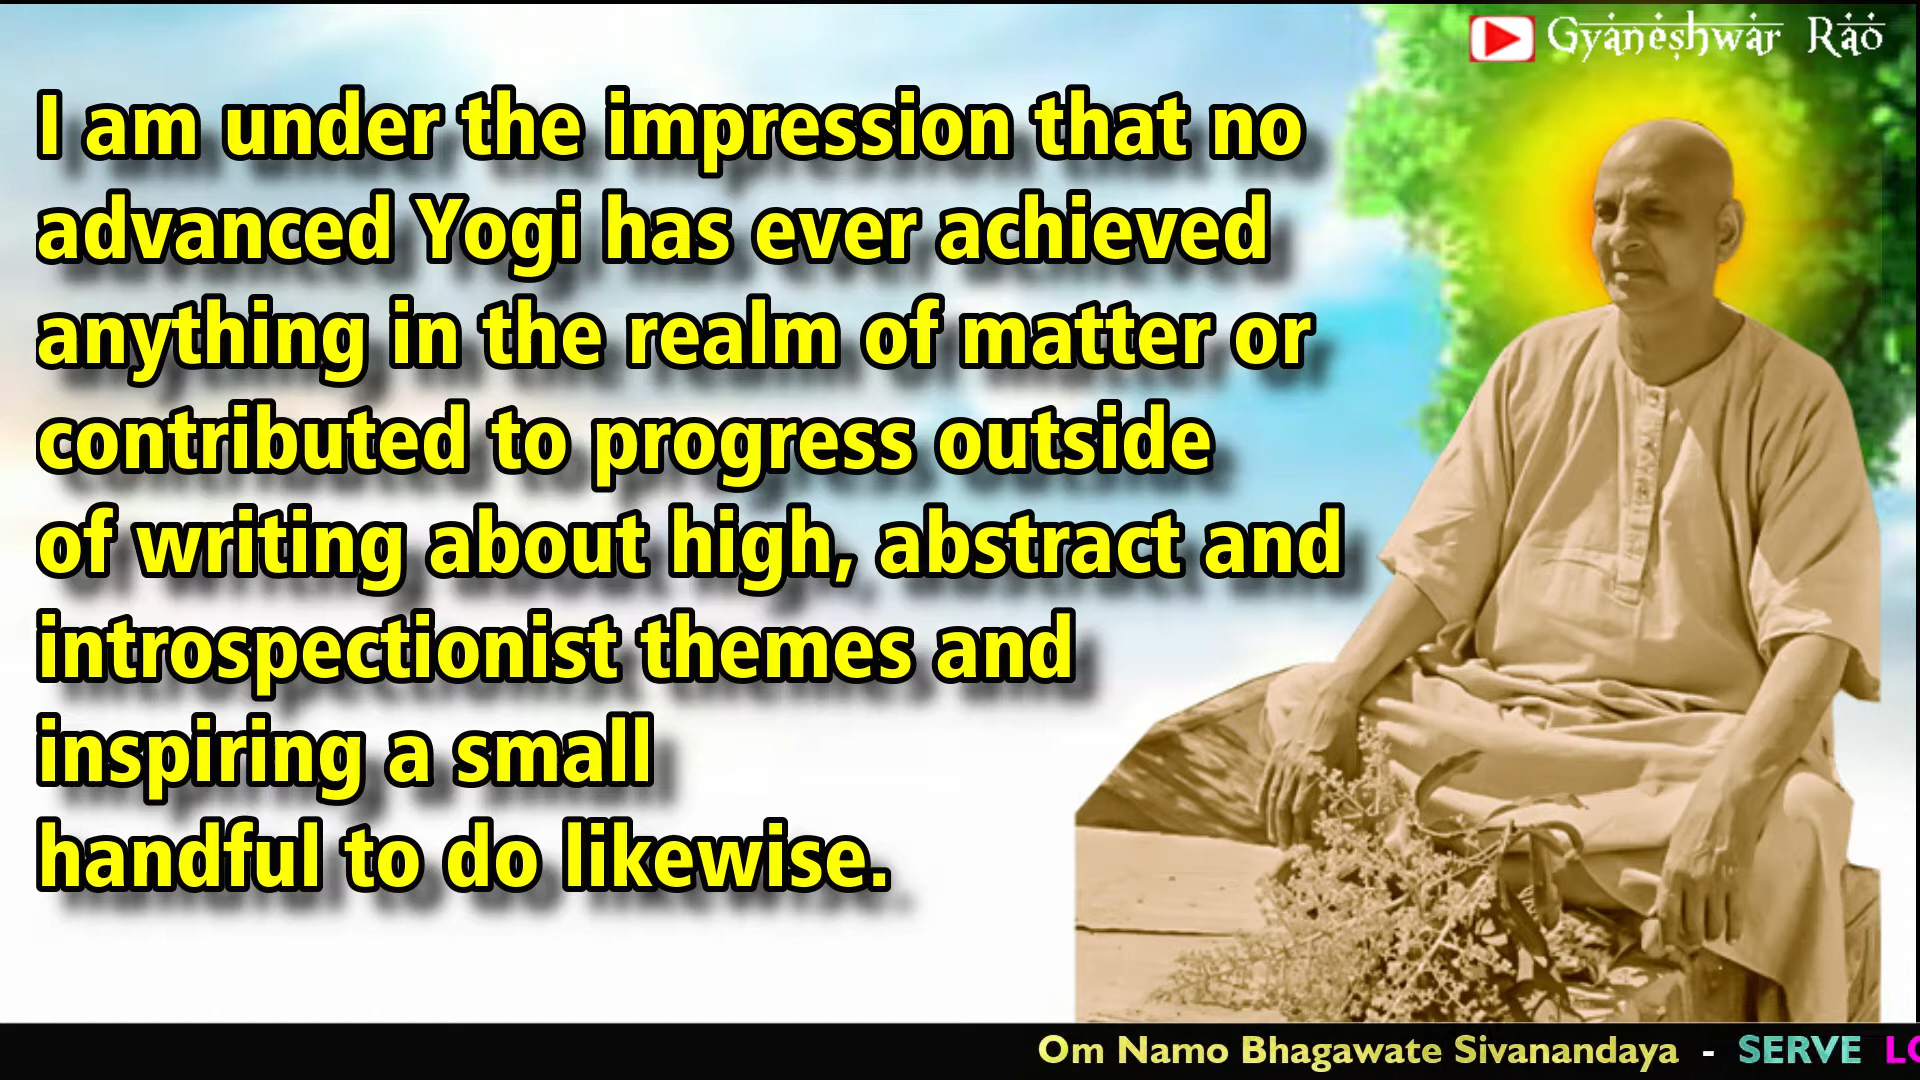 Gyaneshwar Rao
I am under the impression that no
advanced Yogi has ever achieved
anything in the realm of matter or
contributed to progress outside
of writing about high, abstract and
introspectionist themes and
inspiring a small
handful to do likewise.
Om Namo Bhagawate Sivanandaya - SERVE